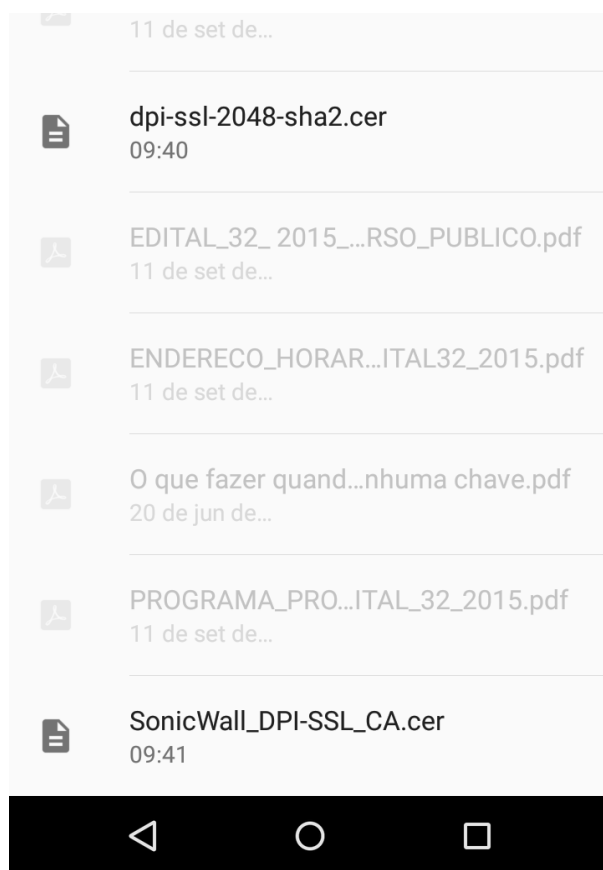 11 de set de…
dpi-ssl-2048-sha2.cer
09:40
EDITAL_32_ 2015_…RSO_PUBLICO.pdf
11 de set de…
ENDERECO_HORAR…ITAL32_2015.pdf
11 de set de…
O que fazer quand…nhuma chave.pdf
20 de jun de…
PROGRAMA_PRO…ITAL_32_2015.pdf
11 de set de…
SonicWall_DPI-SSL_CA.cer
09:41